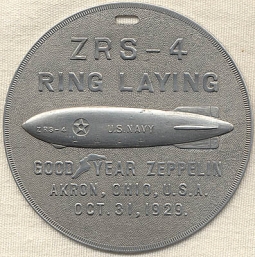 ZRS-4
RING LAYING
ZRS-4 U.S. NAVY
GOOD YEAR ZEPPELIN
AKRON, OHIO, U.S.A.
OCT. 31, 1929.